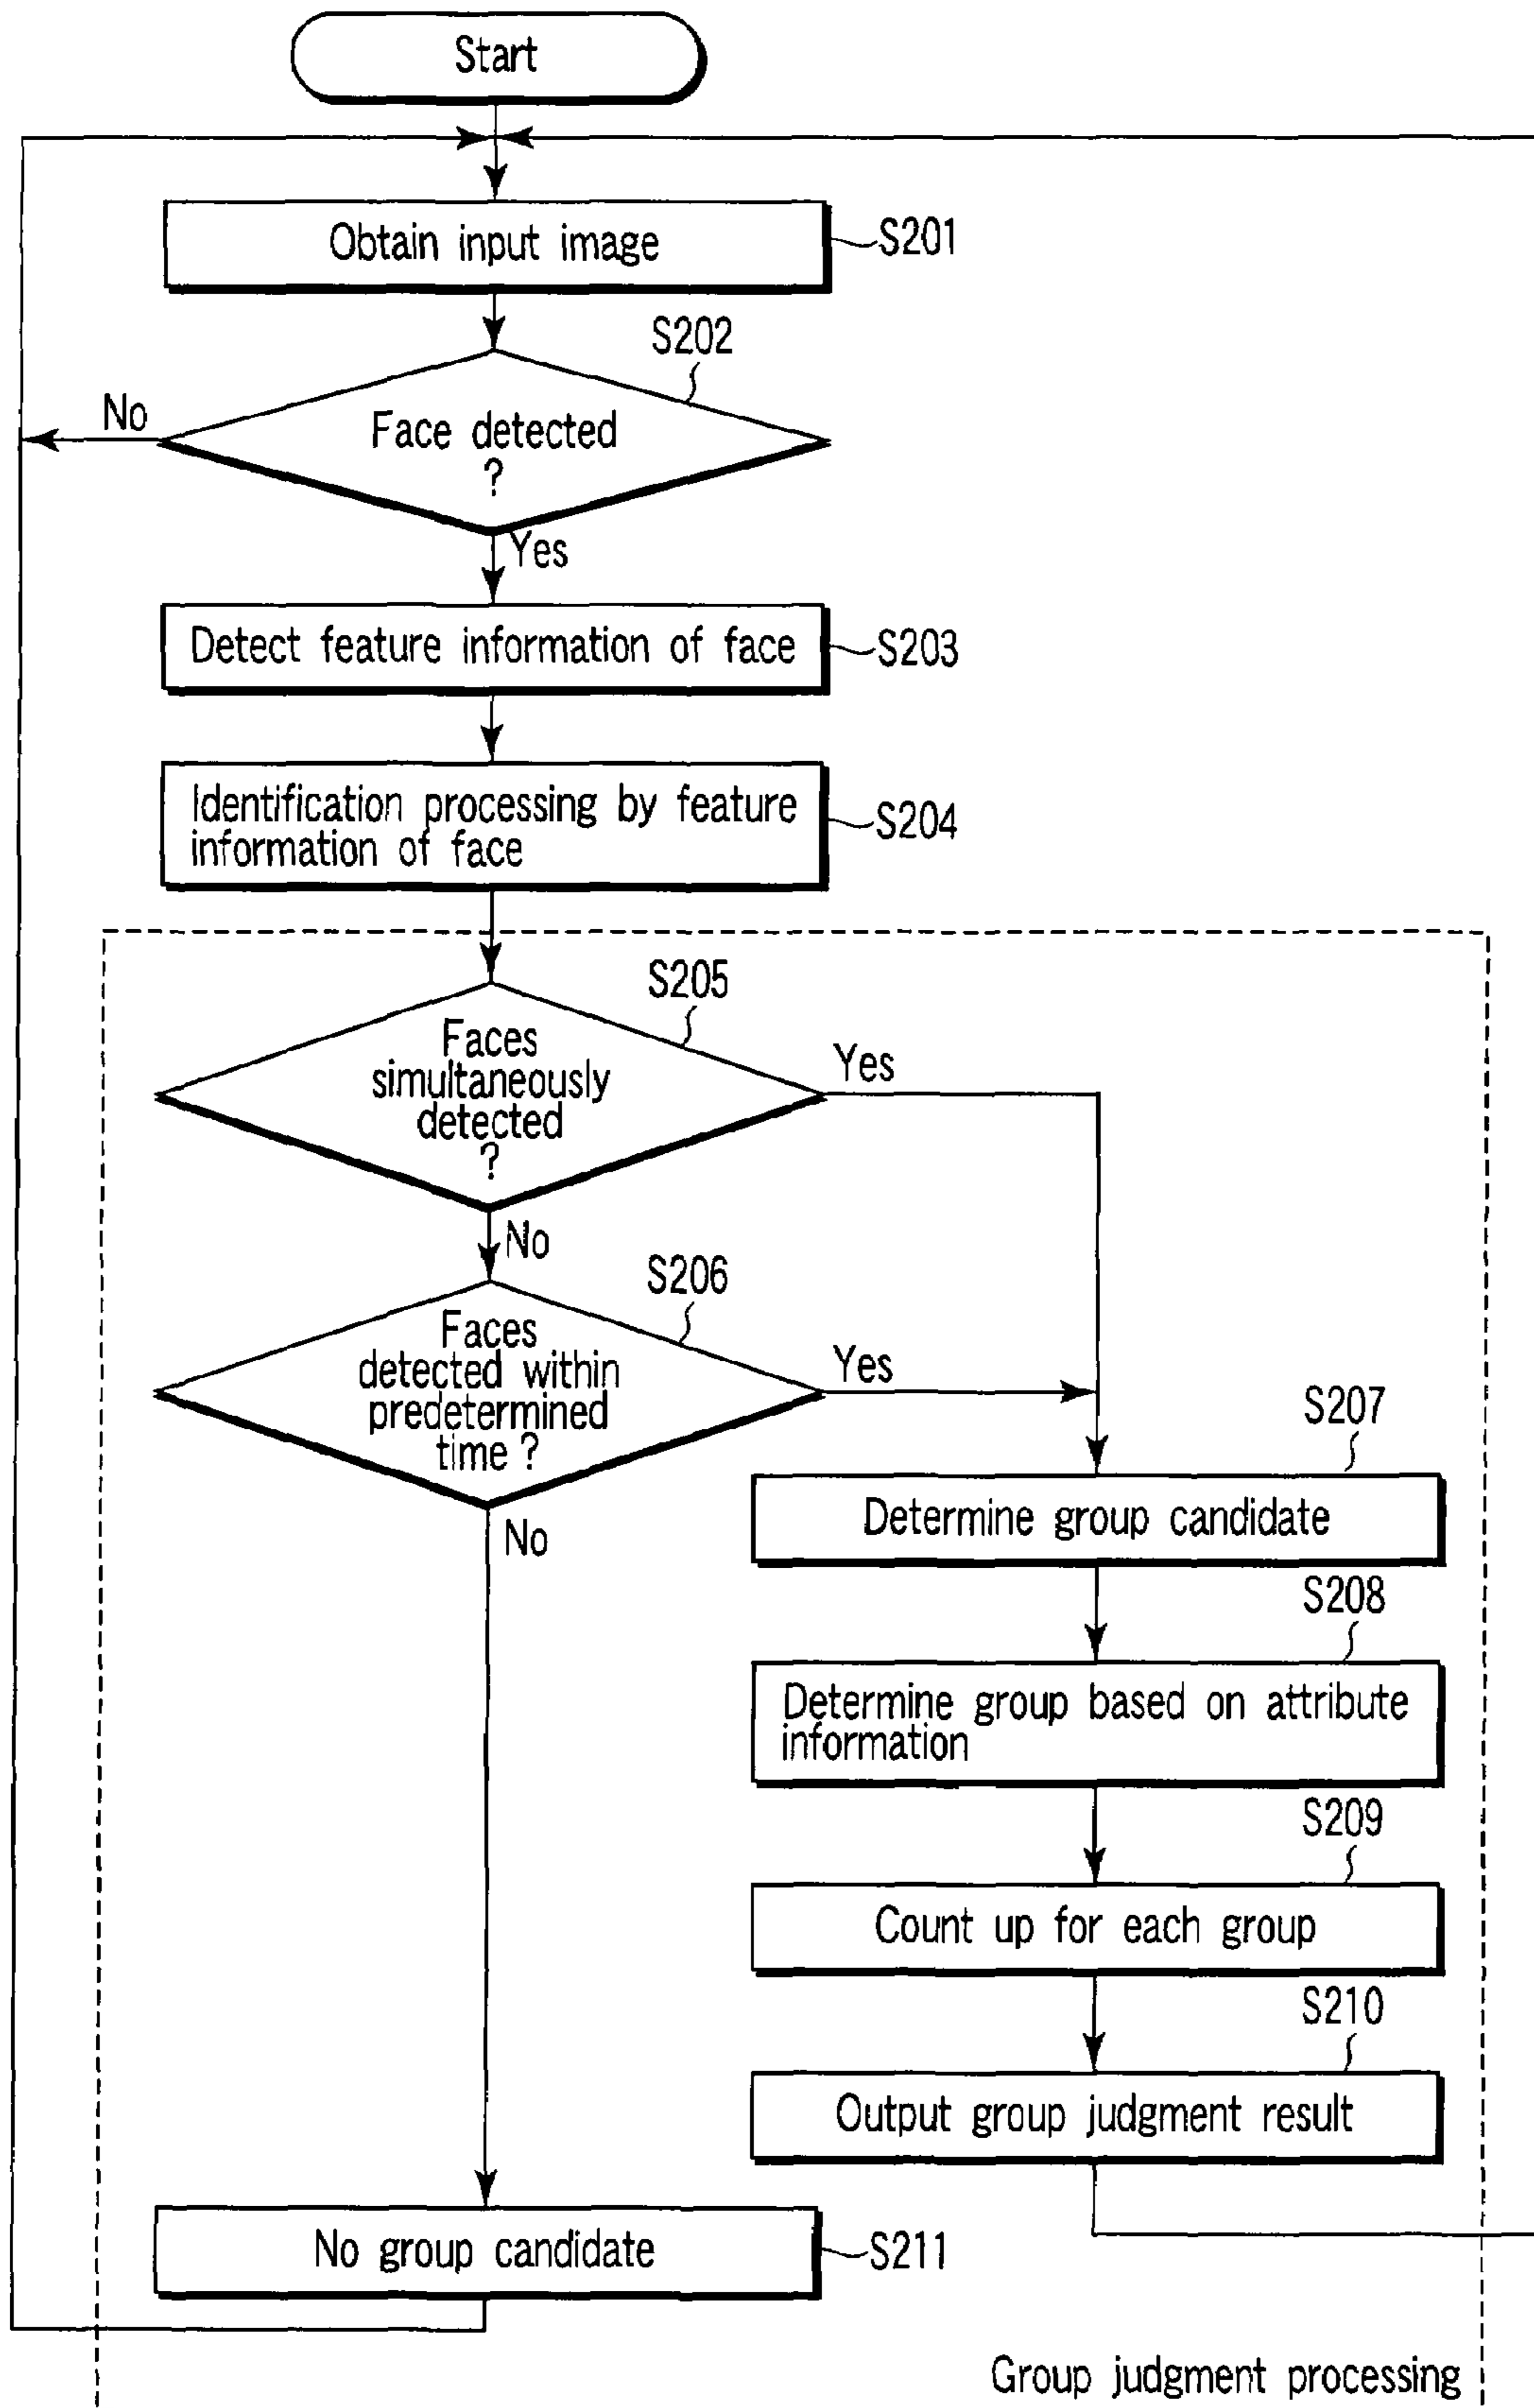 Start
Obtain input image
S201
S202
No
Face detected
?
Yes
Detect feature information of face
S203
Identification processing by feature
information of face
S204
S205
Faces
simultaneously
detected
?
Yes
No
S206
Faces
detected within
predetermined
time ?
Yes
No
S207
Determine group candidate
S208
Determine group based on attribute
information
S209
Count up for each group
S210
Output group judgment result
No group candidate
S211
Group judgment processing